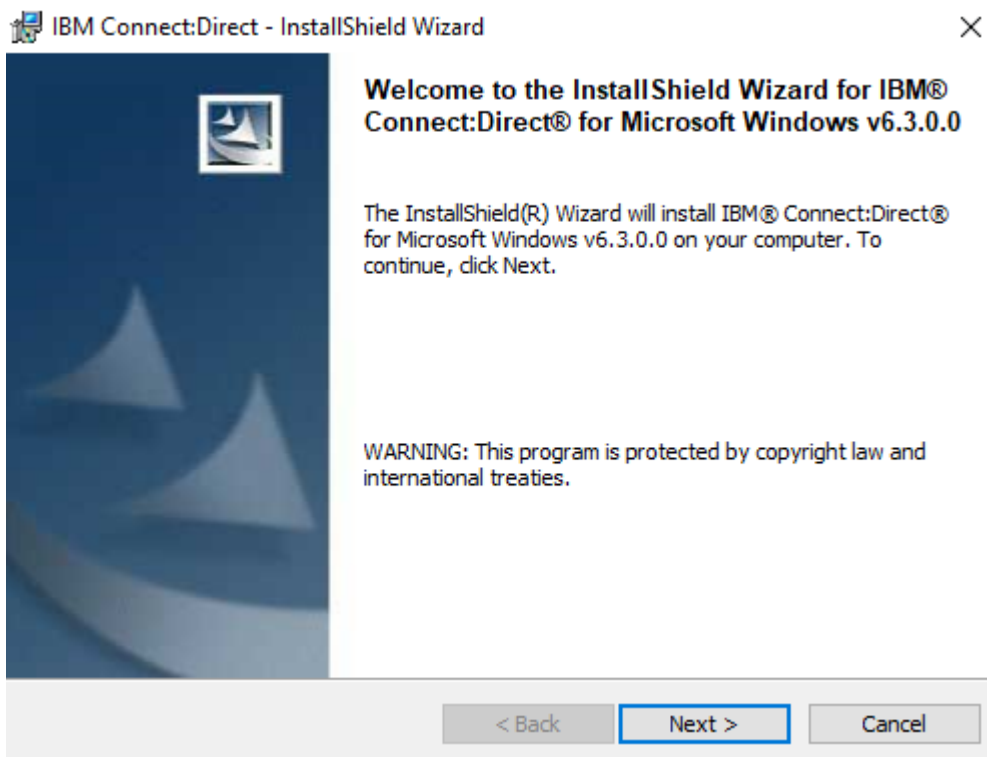 IBM Connect:Direct - InstallShield Wizard
Welcome to the InstallShield Wizard for IBM®
Connect:Direct® for Microsoft Windows v6.3.0.0
The InstallShield(R) Wizard will install IBM® Connect:Direct®
for Microsoft Windows v6.3.0.0 on your computer. To
continue, click Next.
WARNING: This program is protected by copyright law and
international treaties.
< Back
Next >
Cancel